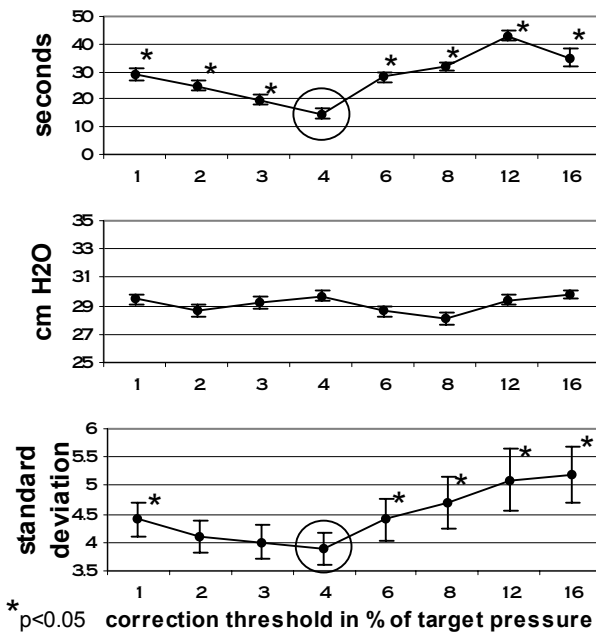 seconds
50
40
30
20
10
0
* * * * * * *
1 2 3 4 6 8 12 16
cm H2O
35
33
31
29
27
25
1 2 3 4 6 8 12 16
standard
deviation
6
5.5
5
4.5
4
3.5
* * * * *
1 2 3 4 6 8 12 16
*p<0.05 correction threshold in % of target pressure